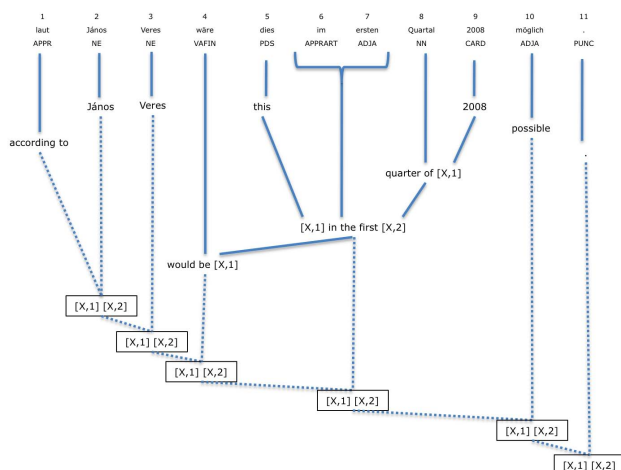 1 2 3 4 5 6 7 8 9 10 11
laut János Veres wäre dies im ersten Quartal 2008 möglich .
APPR NE NE VAFIN PDS APPRART ADJA NN CARD ADJA PUNC
János Veres this 2008
possible
according to .
quarter of [X,1]
[X,1] in the first [X,2]
would be [X,1]
[X,1] [X,2]
[X,1] [X,2]
[X,1] [X,2]
[X,1] [X,2]
[X,1] [X,2]
[X,1] [X,2]